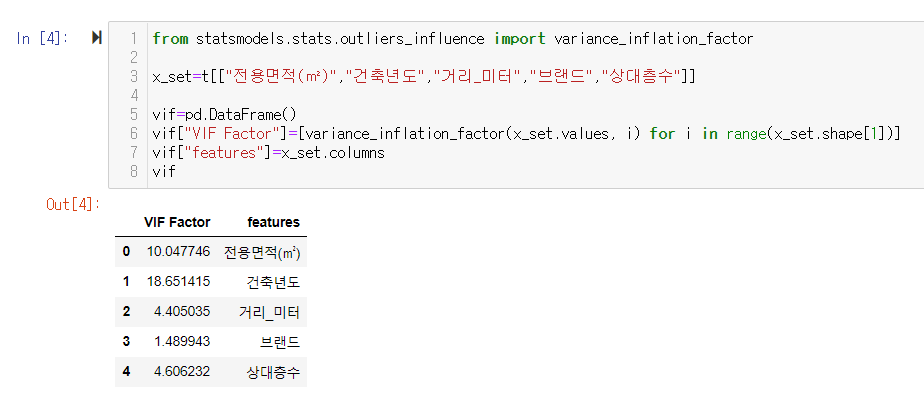 In [4]:
1 from statsmodels.stats.outliers_influence import variance_inflation_factor
2
3 x_set=t[["전용면적(㎡)","건축년도","거리_미터","브랜드","상대층수"]]
4
5 vif=pd.DataFrame()
6 vif["VIF Factor"]=[variance_inflation_factor(x_set.values, i) for i in range(x_set.shape[1])]
7 vif["features"]=x_set.columns
8 vif
Out[4]:
VIF Factor features
0 10.047746 전용면적(㎡)
1 18.651415 건축년도
2 4.405035 거리_미터
3 1.489943 브랜드
4 4.606232 상대층수